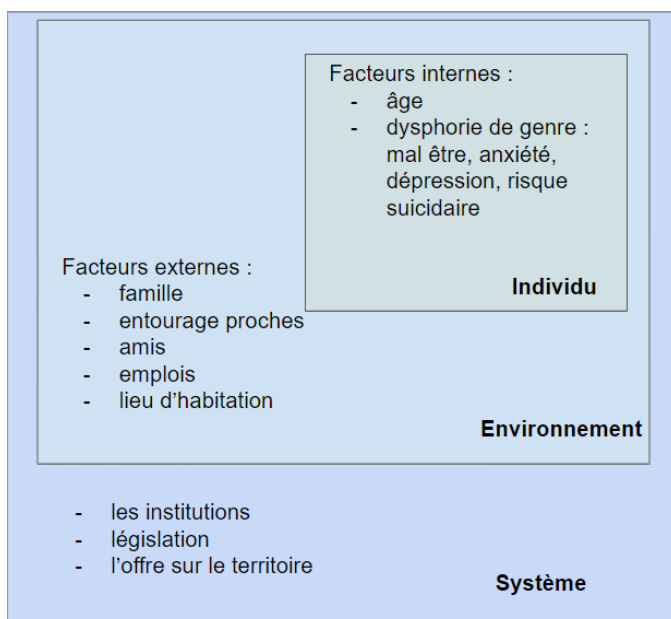 Facteurs internes :
- âge
- dysphorie de genre :
mal être, anxiété,
dépression, risque
suicidaire
Individu
Facteurs externes :
- famille
- entourage proches
- amis
- emplois
- lieu d'habitation
Environnement
- les institutions
- législation
- l'offre sur le territoire
Système